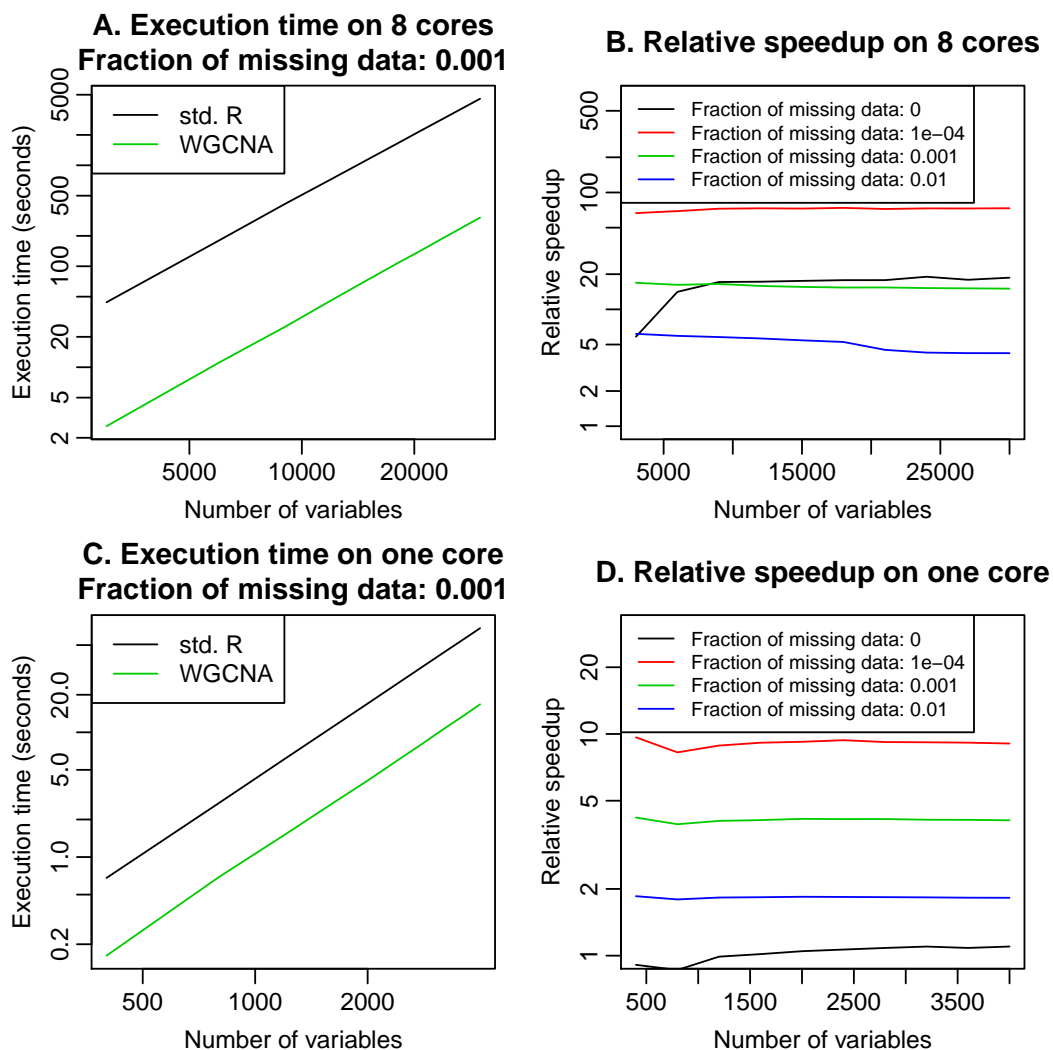 A. Execution time on 8 cores
Fraction of missing data: 0.001
std. R
WGCNA
Execution time (seconds)
5000
500
100
20
5
2
5000 10000 20000
Number of variables
B. Relative speedup on 8 cores
Fraction of missing data: 0
Fraction of missing data: 1e−04
Fraction of missing data: 0.001
Fraction of missing data: 0.01
Relative speedup
500
100
20
5
2
1
5000 15000 25000
Number of variables
C. Execution time on one core
Fraction of missing data: 0.001
std. R
WGCNA
Execution time (seconds)
20.0
5.0
1.0
0.2
500 1000 2000
Number of variables
D. Relative speedup on one core
Fraction of missing data: 0
Fraction of missing data: 1e−04
Fraction of missing data: 0.001
Fraction of missing data: 0.01
Relative speedup
20
10
5
2
1
500 1500 2500 3500
Number of variables